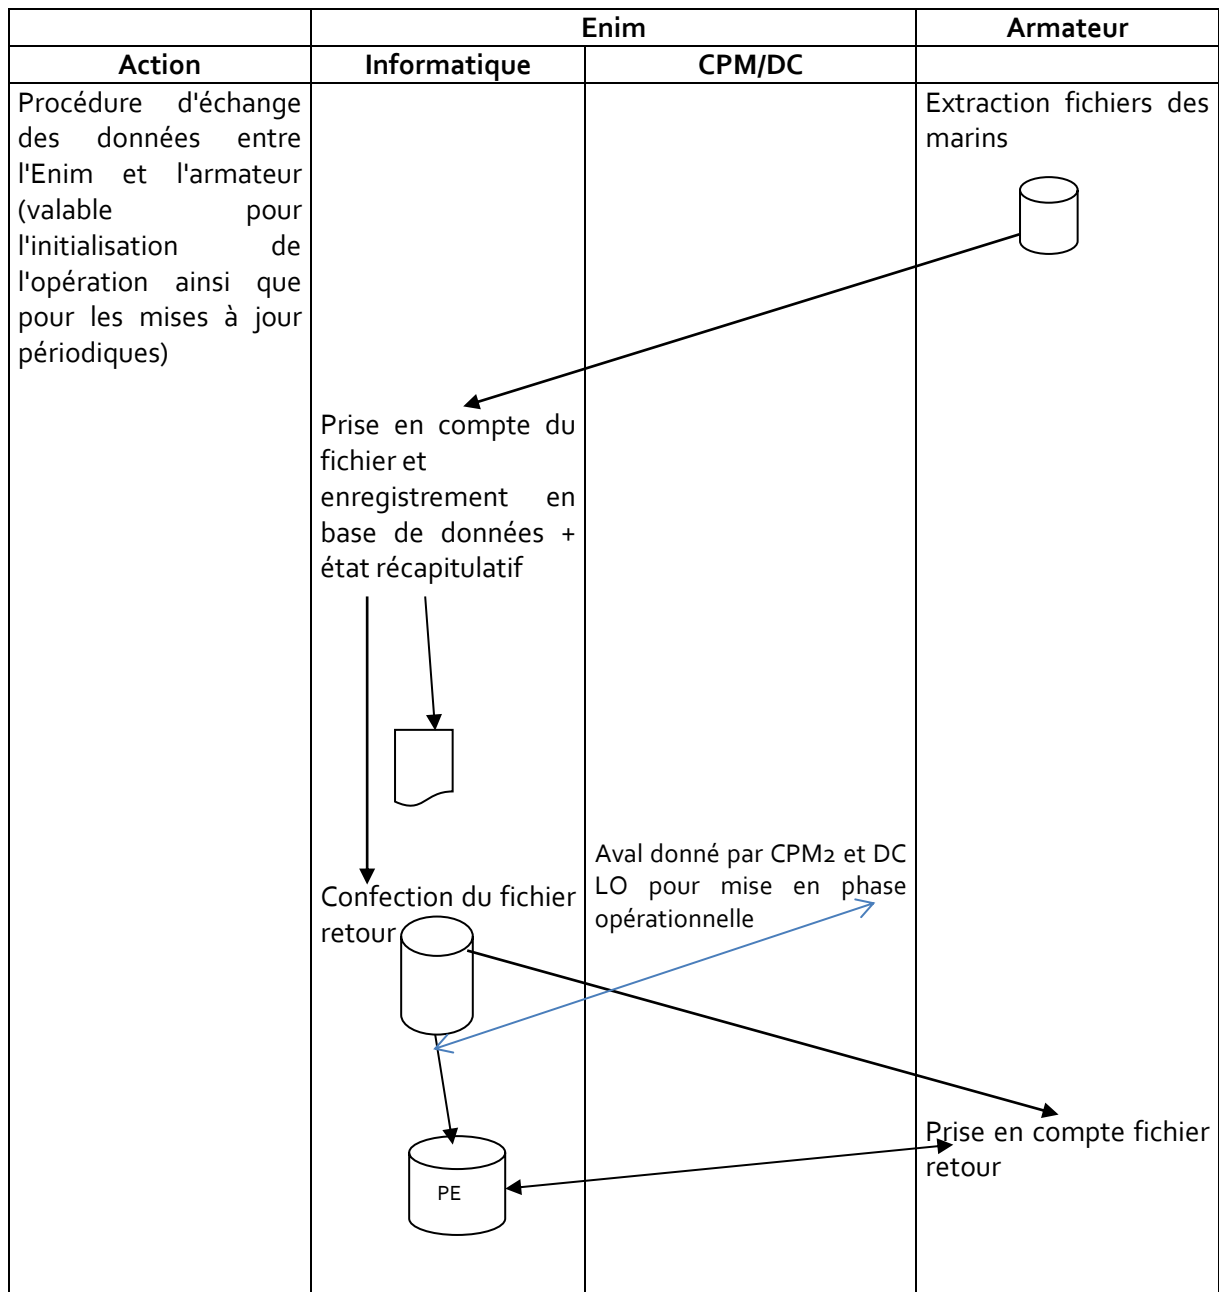 Enim
Armateur
Action
Informatique
CPM/DC
Procédure d'échange
des données entre
l'Enim et l'armateur
(valable pour
l'initialisation de
l'opération ainsi que
pour les mises à jour
périodiques)
Extraction fichiers des
marins
Prise en compte du
fichier et
enregistrement en
base de données +
état récapitulatif
Aval donné par CPM2 et DC
LO pour mise en phase
opérationnelle
Confection du fichier
retour
Prise en compte fichier
retour
PE